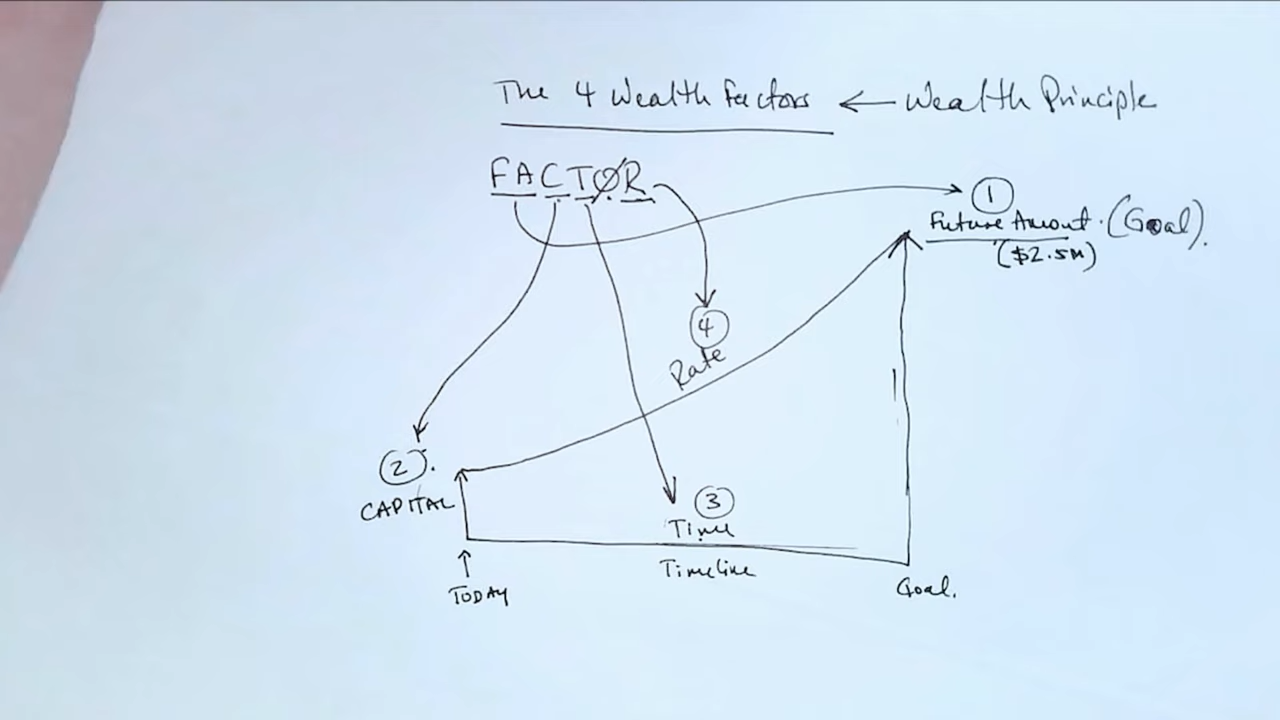 The 4 Wealth Factors ← Wealth Principle
FACTOR
1
Future Amount. (Goal).
($2.5M)
4
Rate
2.
CAPITAL
3
Time
Timeline
TODAY
Goal.